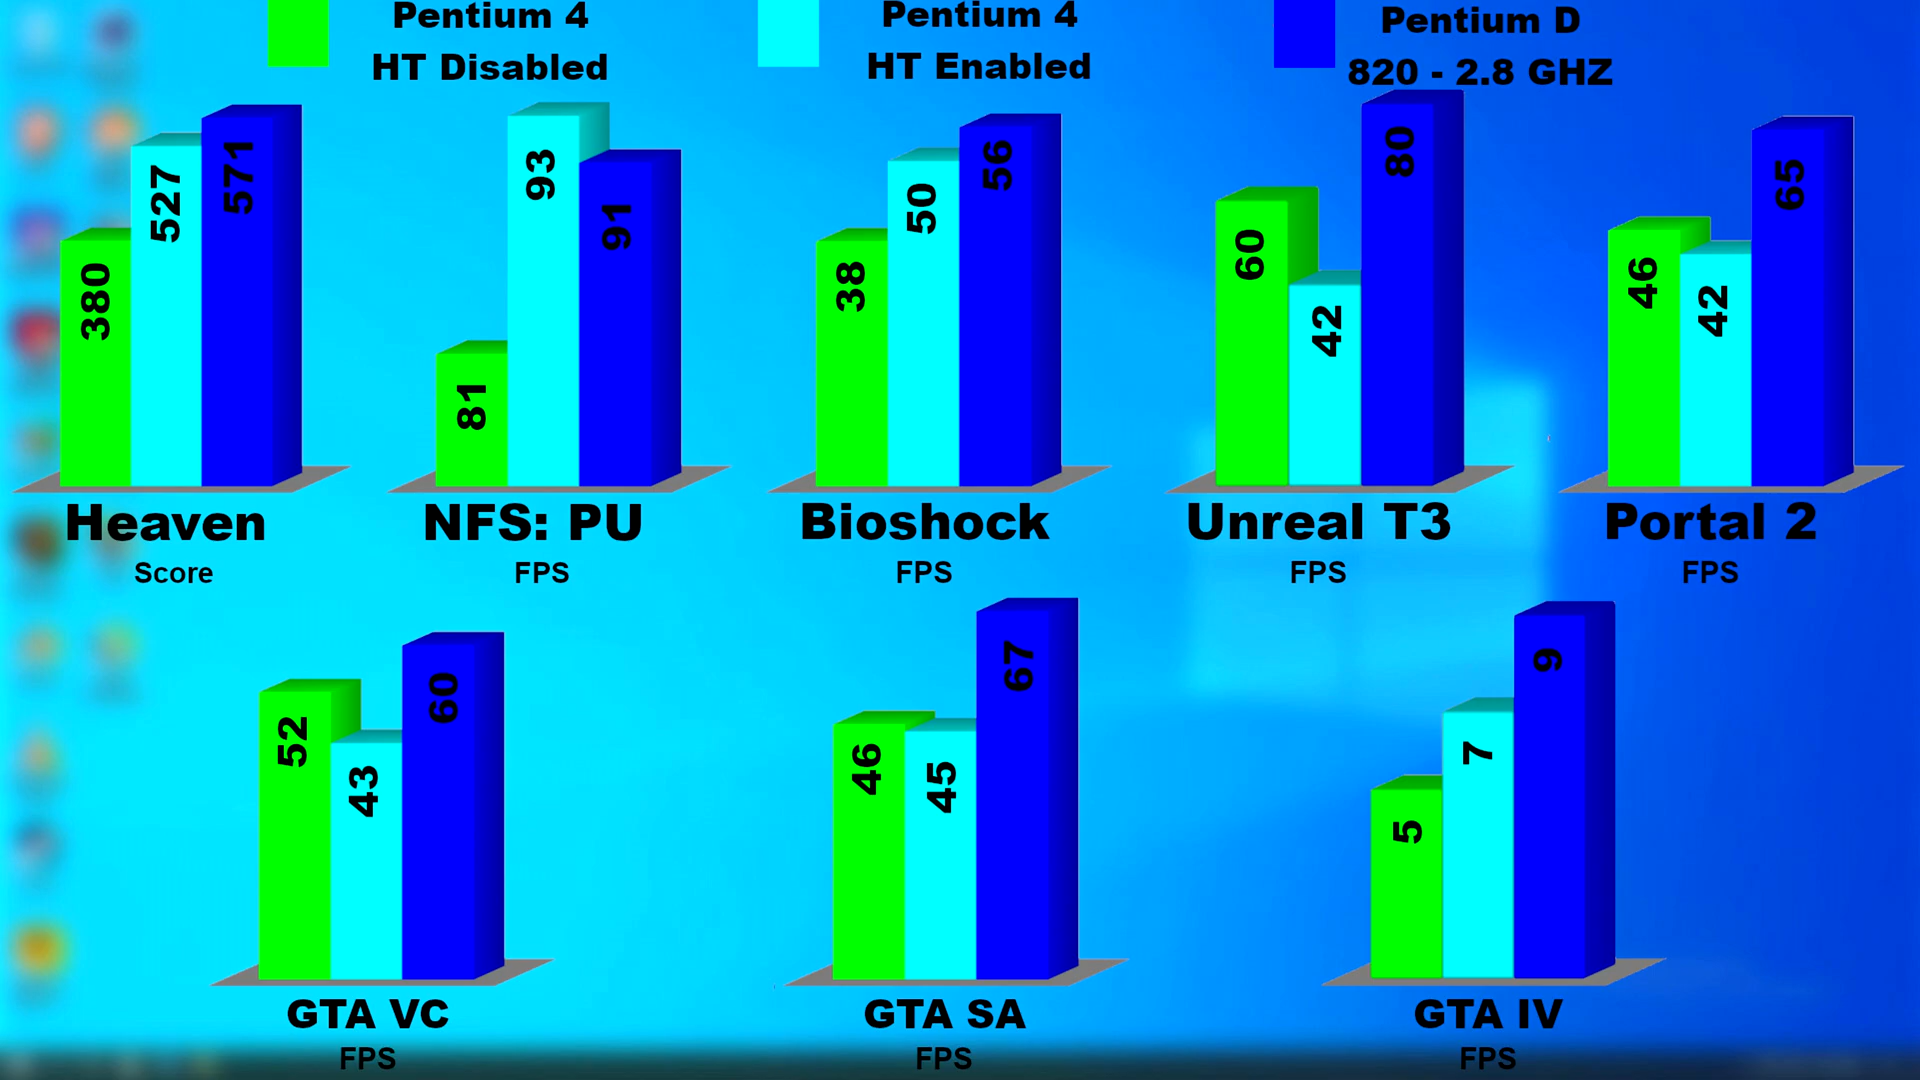 Pentium 4
HT Disabled
Pentium 4
HT Enabled
Pentium D
820 - 2.8 GHZ
380
527
571
Heaven
Score
81
93
91
NFS: PU
FPS
38
50
56
Bioshock
FPS
60
42
80
Unreal T3
FPS
46
42
65
Portal 2
FPS
52
43
60
GTA VC
FPS
46
45
67
GTA SA
FPS
5
7
9
GTA IV
FPS